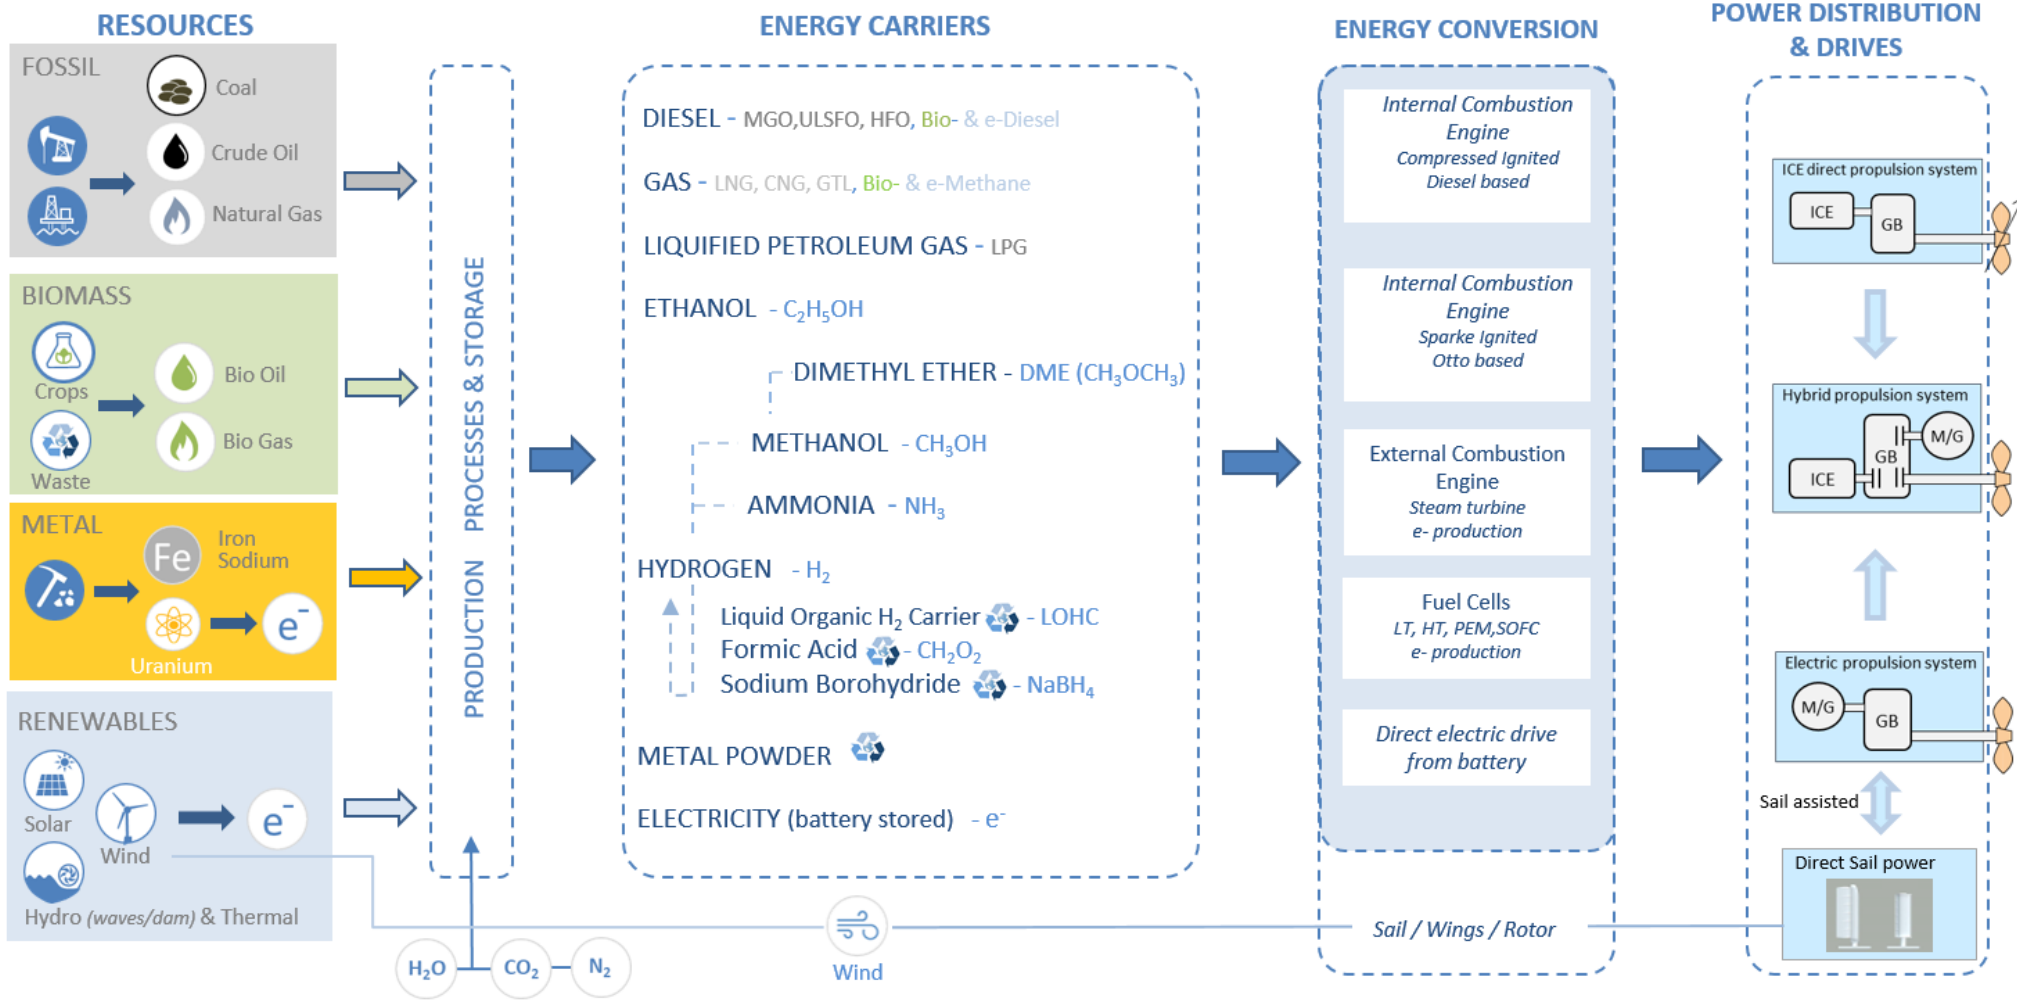 RESOURCES
FOSSIL
Coal
Crude Oil
Natural Gas
BIOMASS
Crops
Waste
Bio Oil
Bio Gas
METAL
Fe
Iron
Sodium
Uranium
e⁻
RENEWABLES
Solar
Wind
e⁻
Hydro (waves/dam) & Thermal
PRODUCTION PROCESSES & STORAGE
H₂O
CO₂
N₂
ENERGY CARRIERS
DIESEL - MGO,ULSFO, HFO, Bio- & e-Diesel
GAS - LNG, CNG, GTL, Bio- & e-Methane
LIQUIFIED PETROLEUM GAS - LPG
ETHANOL - C₂H₅OH
DIMETHYL ETHER - DME (CH₃OCH₃)
METHANOL - CH₃OH
AMMONIA - NH₃
HYDROGEN - H₂
Liquid Organic H₂ Carrier - LOHC
Formic Acid - CH₂O₂
Sodium Borohydride - NaBH₄
METAL POWDER
ELECTRICITY (battery stored) - e⁻
Wind
ENERGY CONVERSION
Internal Combustion
Engine
Compressed Ignited
Diesel based
Internal Combustion
Engine
Sparke Ignited
Otto based
External Combustion
Engine
Steam turbine
e- production
Fuel Cells
LT, HT, PEM,SOFC
e- production
Direct electric drive
from battery
Sail / Wings / Rotor
POWER DISTRIBUTION
& DRIVES
ICE direct propulsion system
ICE
GB
Hybrid propulsion system
M/G
GB
ICE
Electric propulsion system
M/G
GB
Sail assisted
Direct Sail power